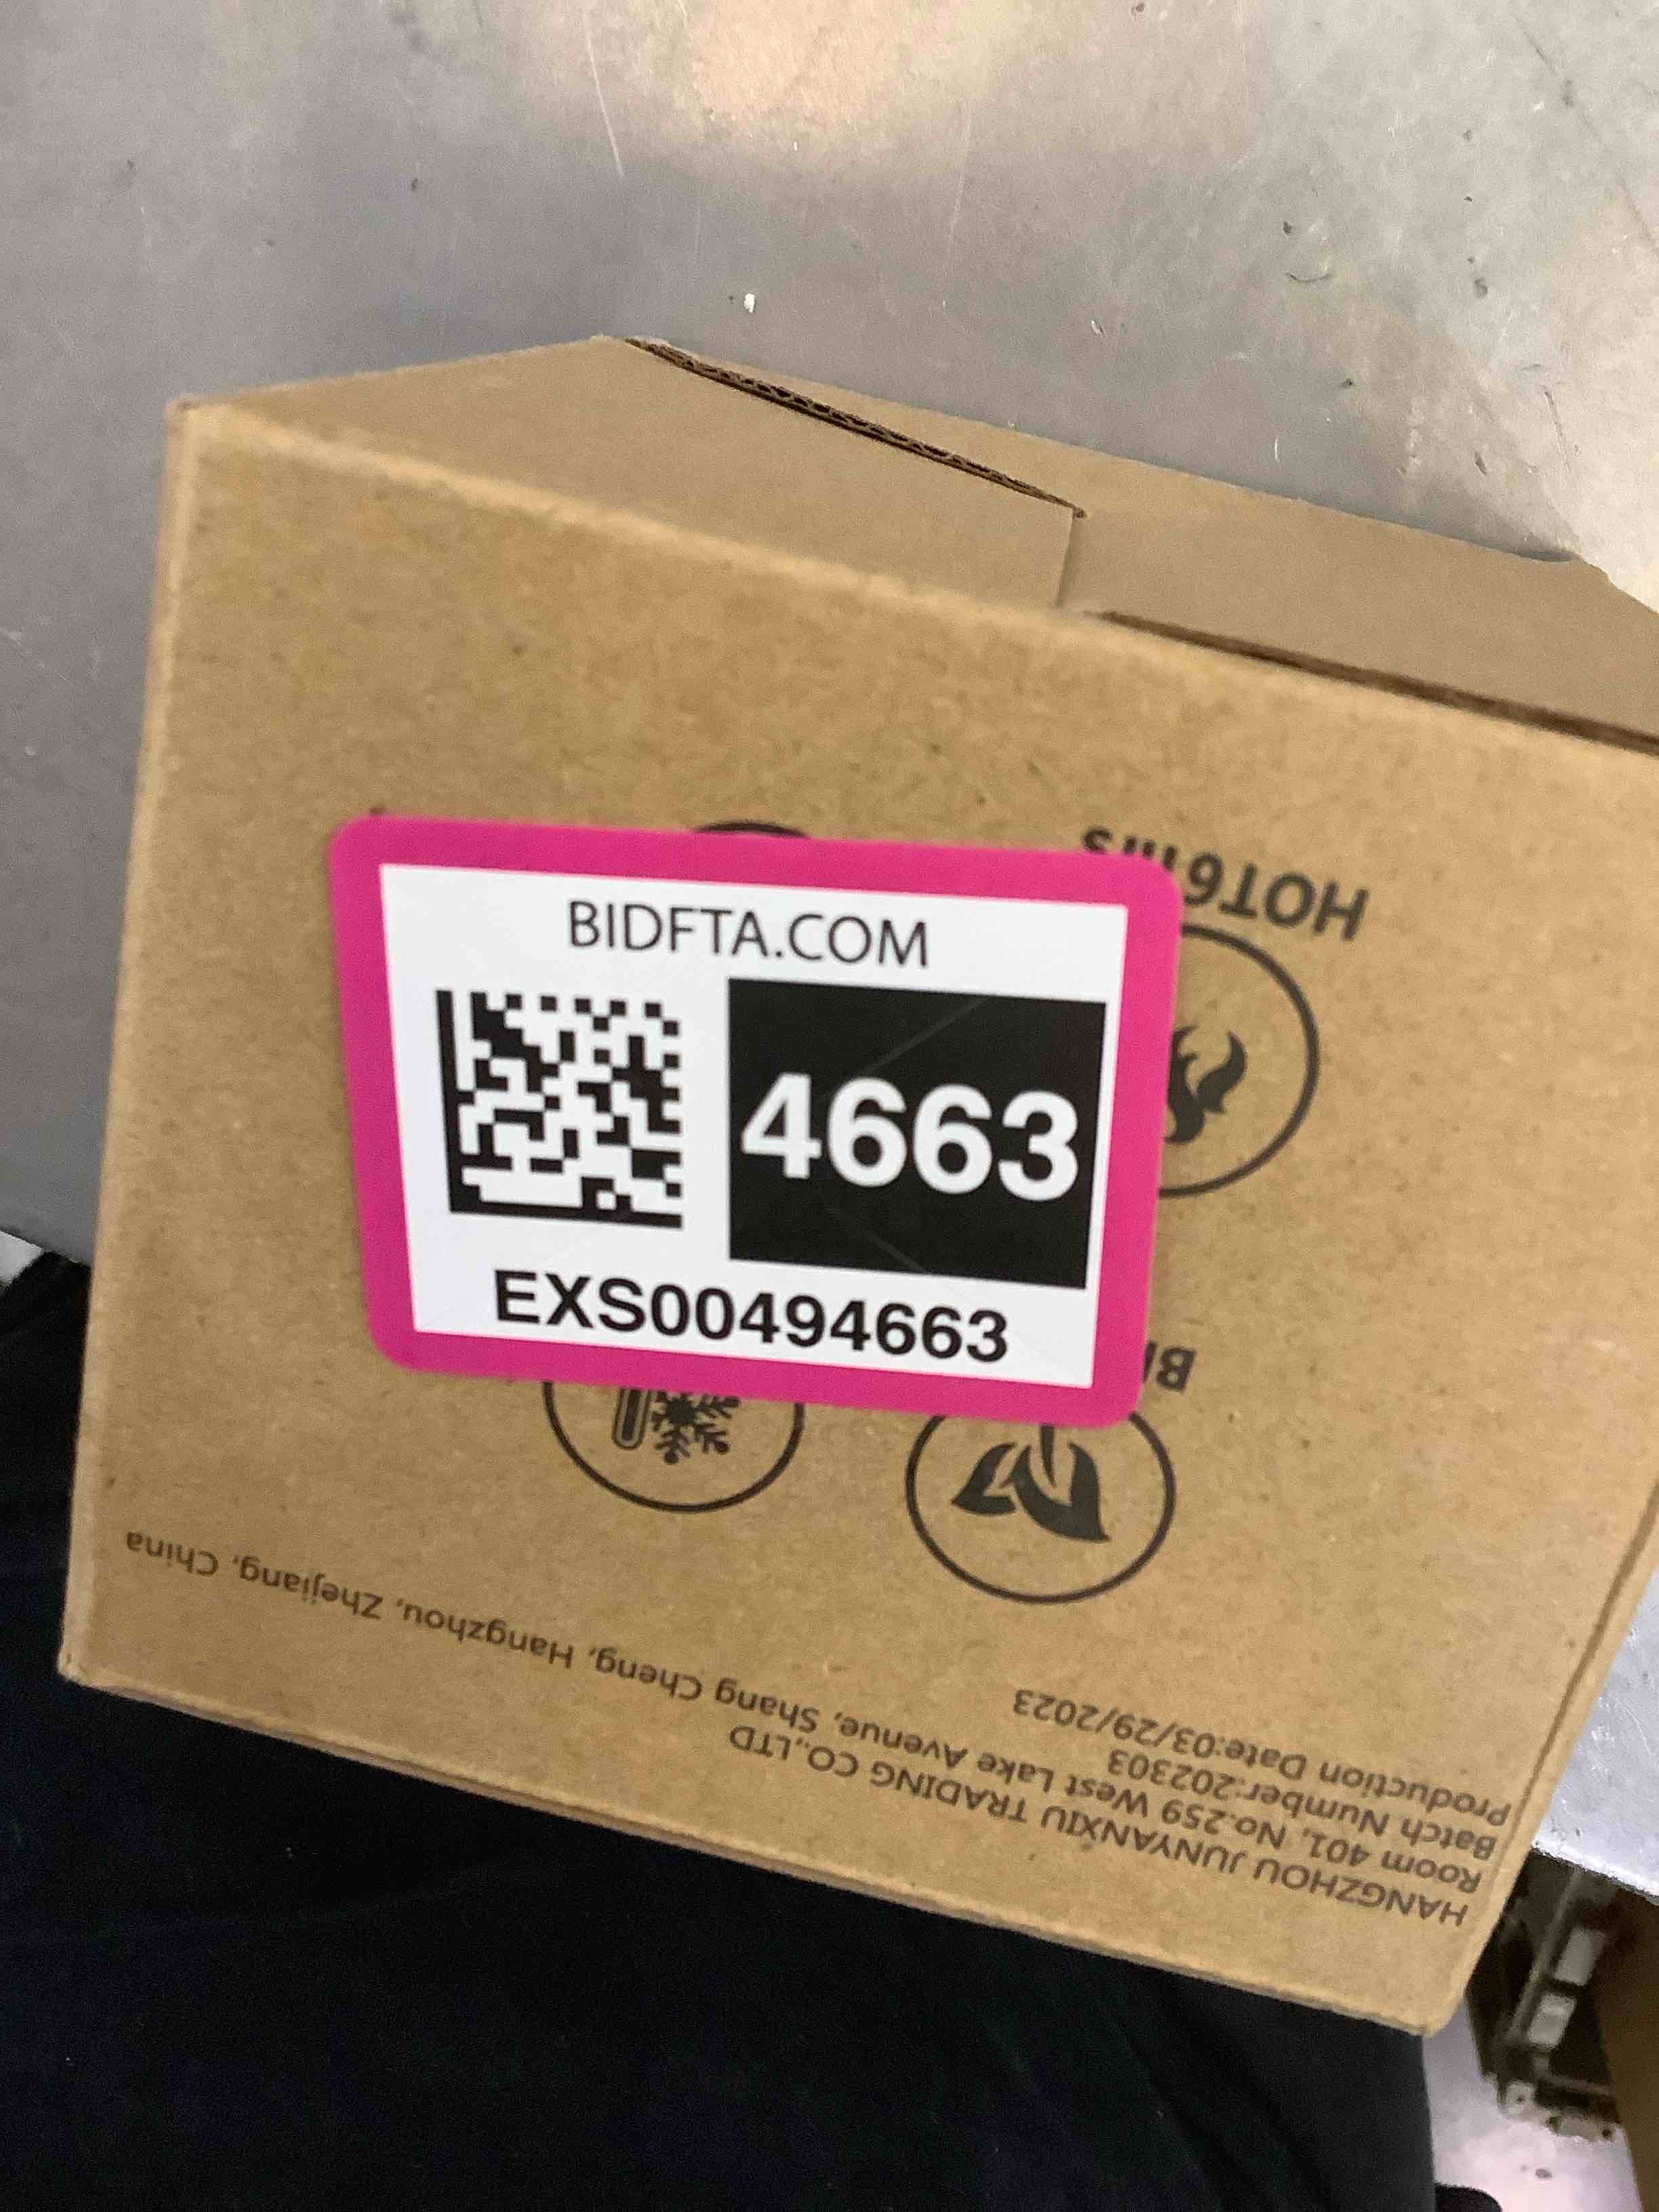 BIDFTA.COM
4663
EXS00494663
HANGZHOU JUNYANXIU TRADING CO.,LTD
Room 401, No.259 West Lake Avenue, Shang Cheng, Hangzhou, Zhejiang, China
Batch Number:202303
Production Date:03/29/2023